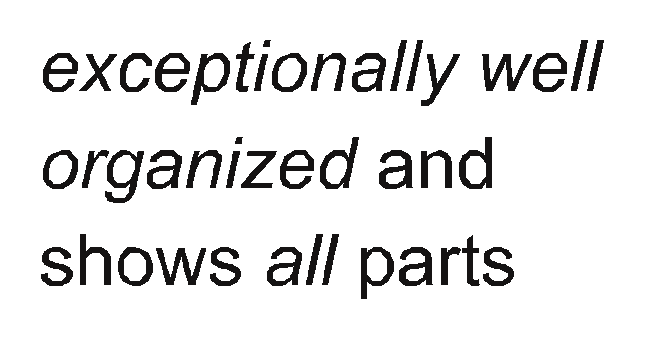 exceptionally well
organized and
shows all parts